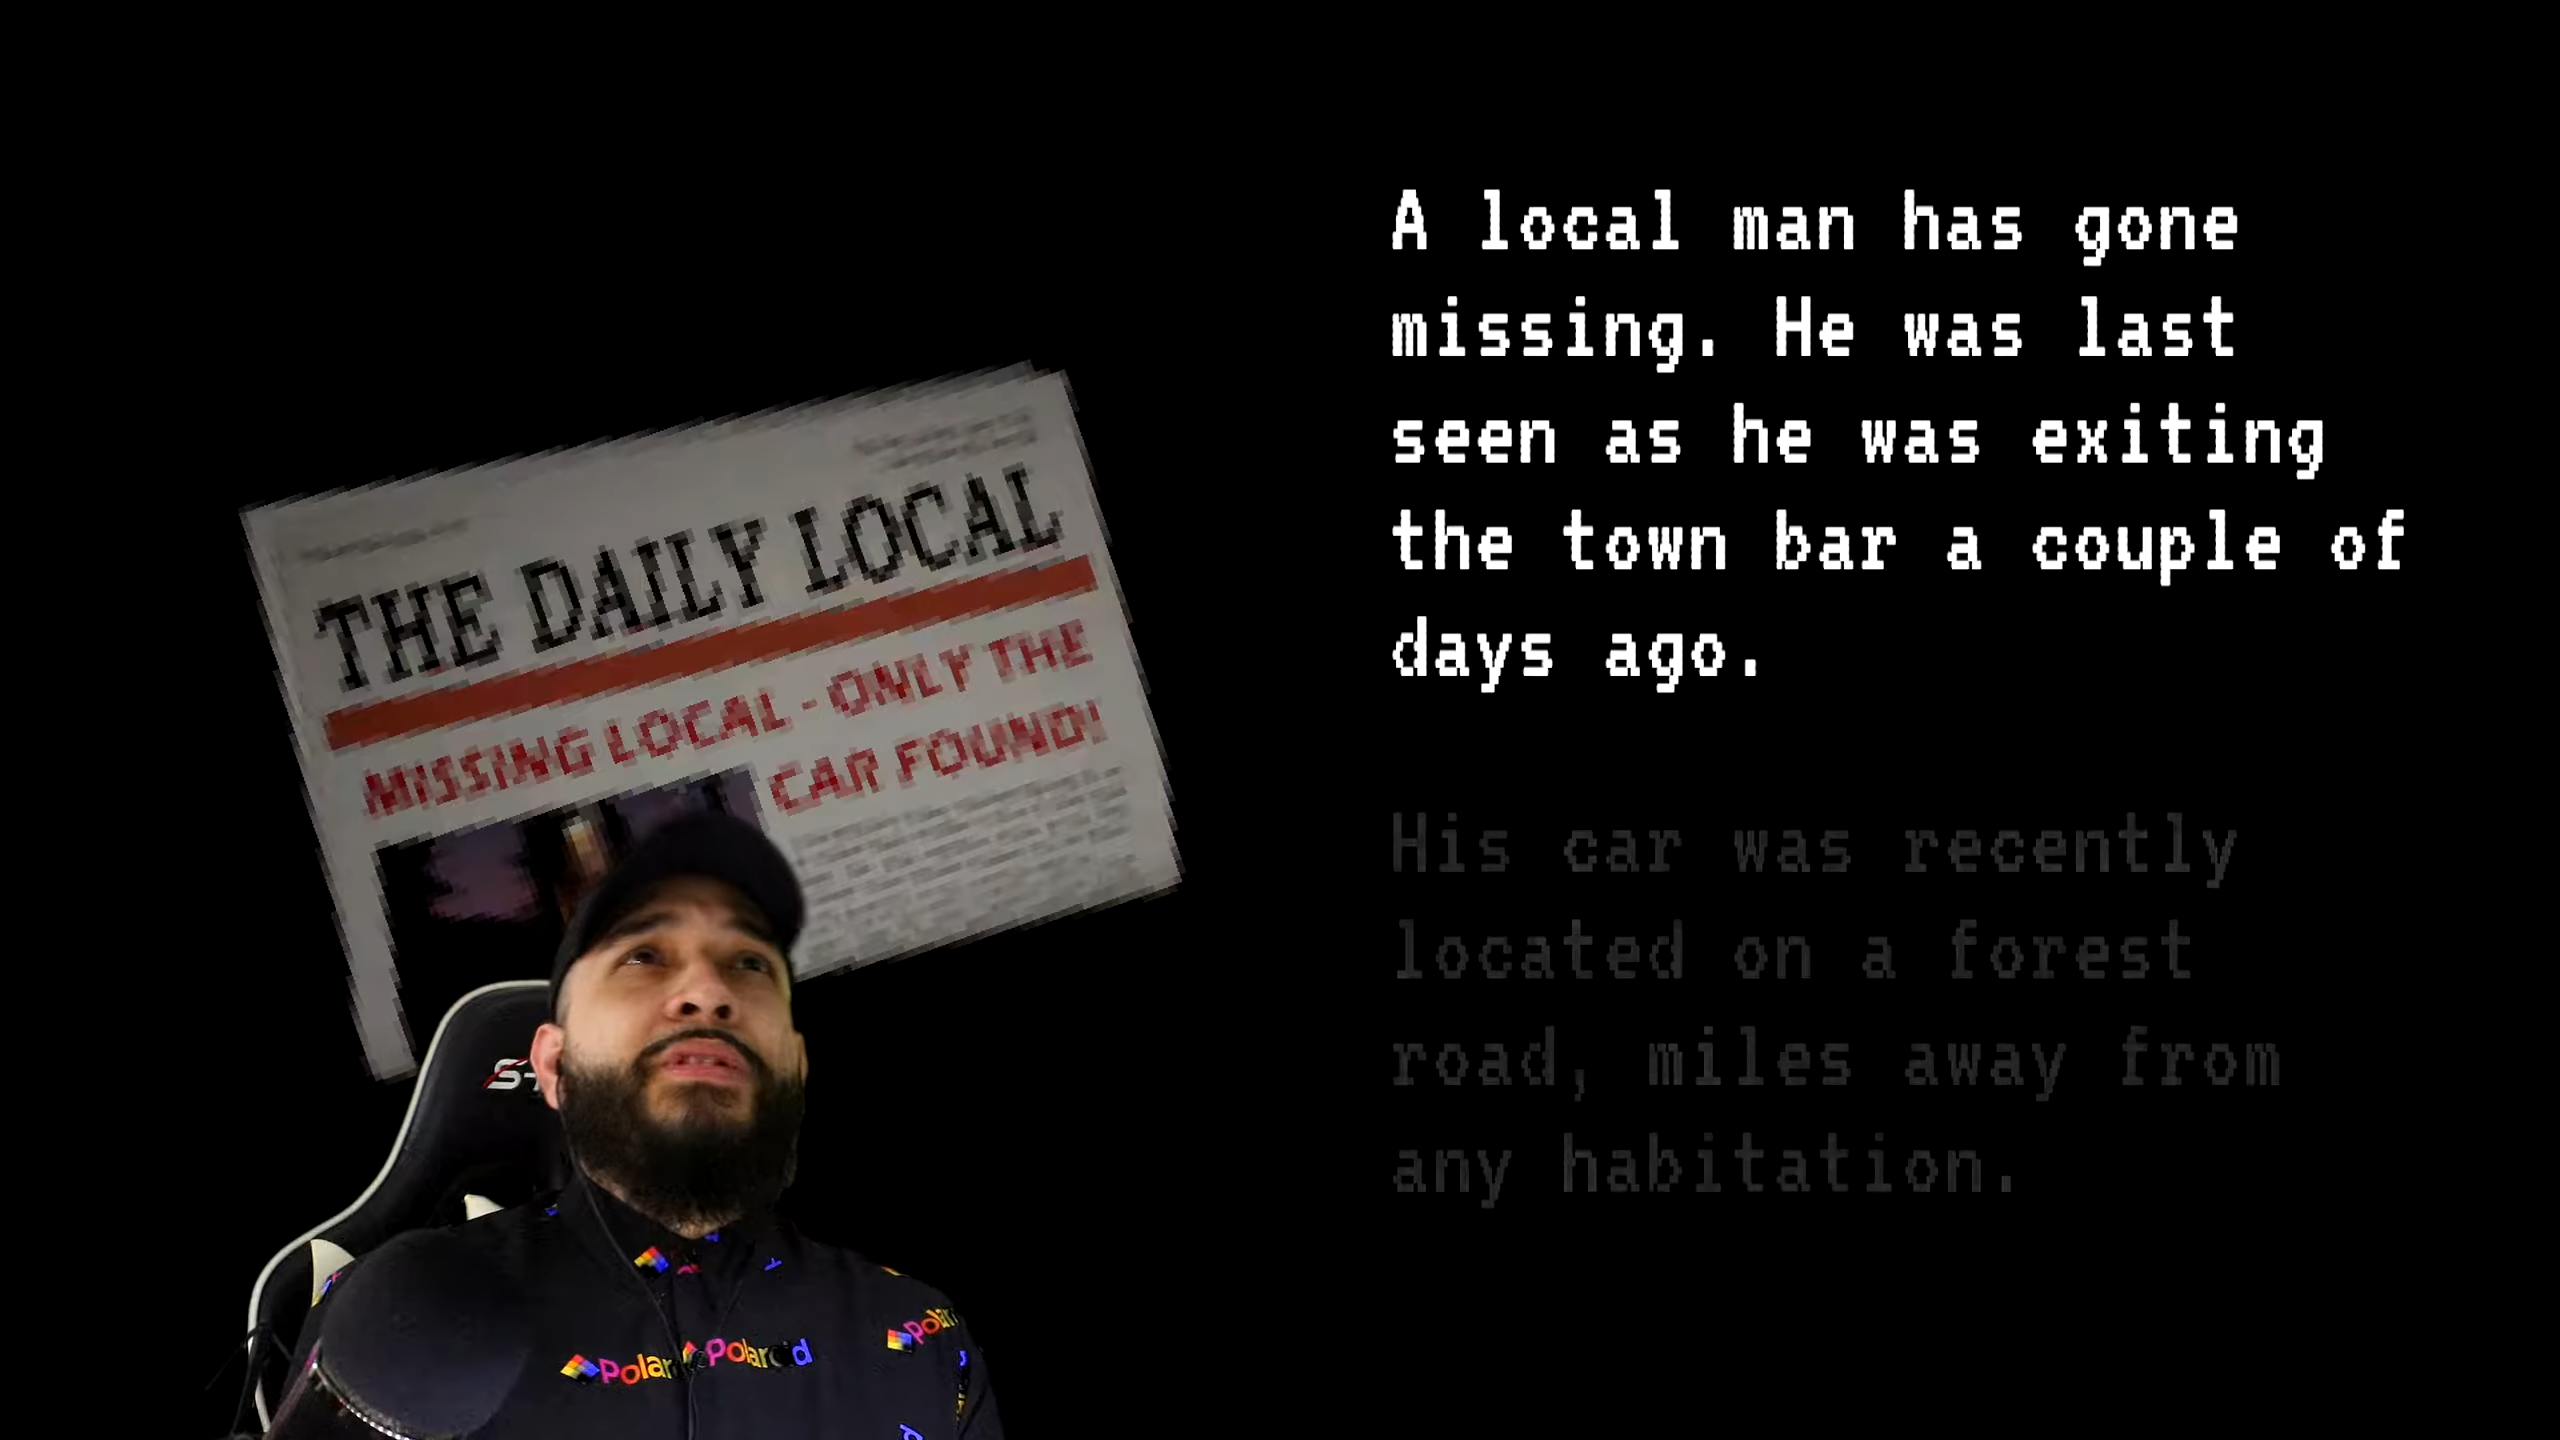 THE DAILY LOCAL
MISSING LOCAL - ONLY THE
CAR FOUND!
A local man has gone
missing. He was last
seen as he was exiting
the town bar a couple of
days ago.
His car was recently
located on a forest
road, miles away from
any habitation.
Polaroid
Polaroid